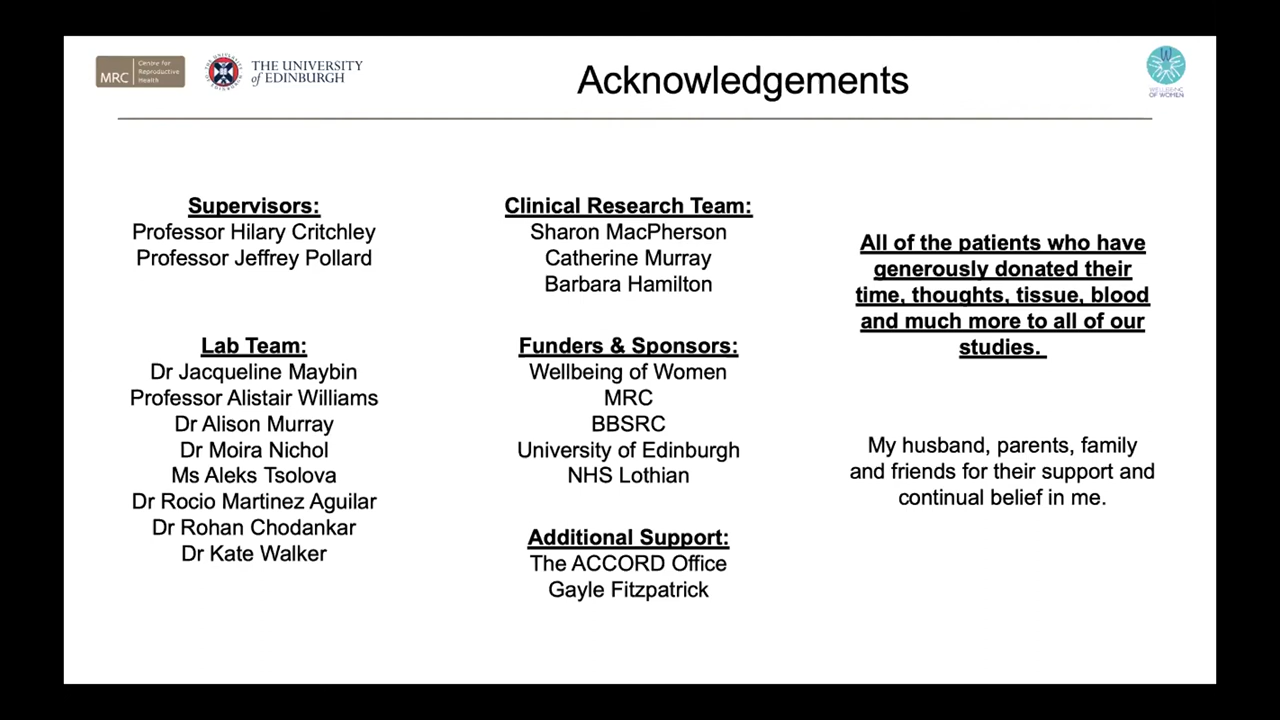 MRC
Centre for
Reproductive
Health
THE UNIVERSITY
of EDINBURGH
Acknowledgements
WELLBEING
OF WOMEN
Supervisors:
Professor Hilary Critchley
Professor Jeffrey Pollard
Lab Team:
Dr Jacqueline Maybin
Professor Alistair Williams
Dr Alison Murray
Dr Moira Nichol
Ms Aleks Tsolova
Dr Rocio Martinez Aguilar
Dr Rohan Chodankar
Dr Kate Walker
Clinical Research Team:
Sharon MacPherson
Catherine Murray
Barbara Hamilton
Funders & Sponsors:
Wellbeing of Women
MRC
BBSRC
University of Edinburgh
NHS Lothian
Additional Support:
The ACCORD Office
Gayle Fitzpatrick
All of the patients who have
generously donated their
time, thoughts, tissue, blood
and much more to all of our
studies.
My husband, parents, family
and friends for their support and
continual belief in me.